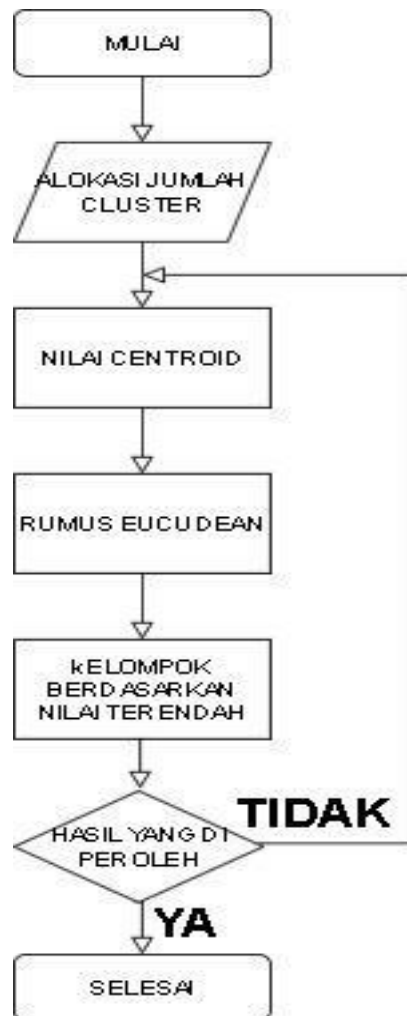 MULAI
ALOKASI JUMLAH
CLUSTER
NILAI CENTROID
RUMUS EUCUDEAN
kELOMPOK
BERDASARKAN
NILAI TERENDAH
HASIL YANG DI
PEROLEH
TIDAK
YA
SELESAI